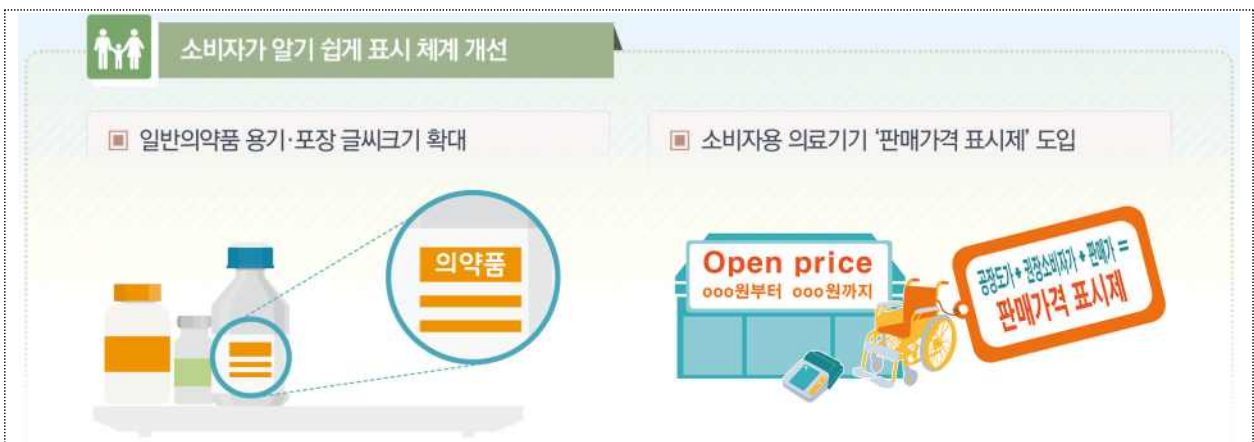 소비자가 알기 쉽게 표시 체계 개선
일반의약품 용기·포장 글씨크기 확대
소비자용 의료기기 ‘판매가격 표시제’ 도입
의약품
Open price
ooo원부터 ooo원까지
공장도가 + 권장소비자가 + 판매가 =
판매가격 표시제